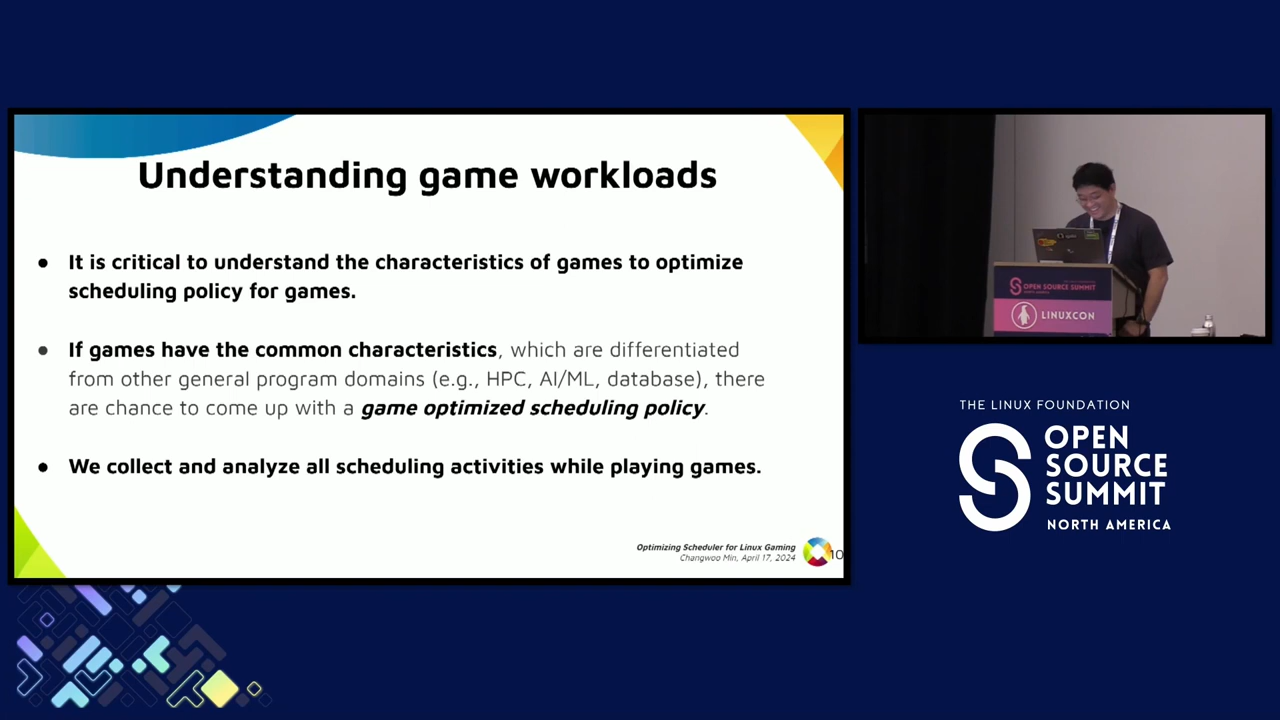 Understanding game workloads
● It is critical to understand the characteristics of games to optimize
scheduling policy for games.
● If games have the common characteristics, which are differentiated
from other general program domains (e.g., HPC, AI/ML, database), there
are chance to come up with a game optimized scheduling policy.
● We collect and analyze all scheduling activities while playing games.
Optimizing Scheduler for Linux Gaming
Changwoo Min, April 17, 2024
10
OPEN SOURCE SUMMIT
LINUXCON
THE LINUX FOUNDATION
OPEN
SOURCE
SUMMIT
NORTH AMERICA